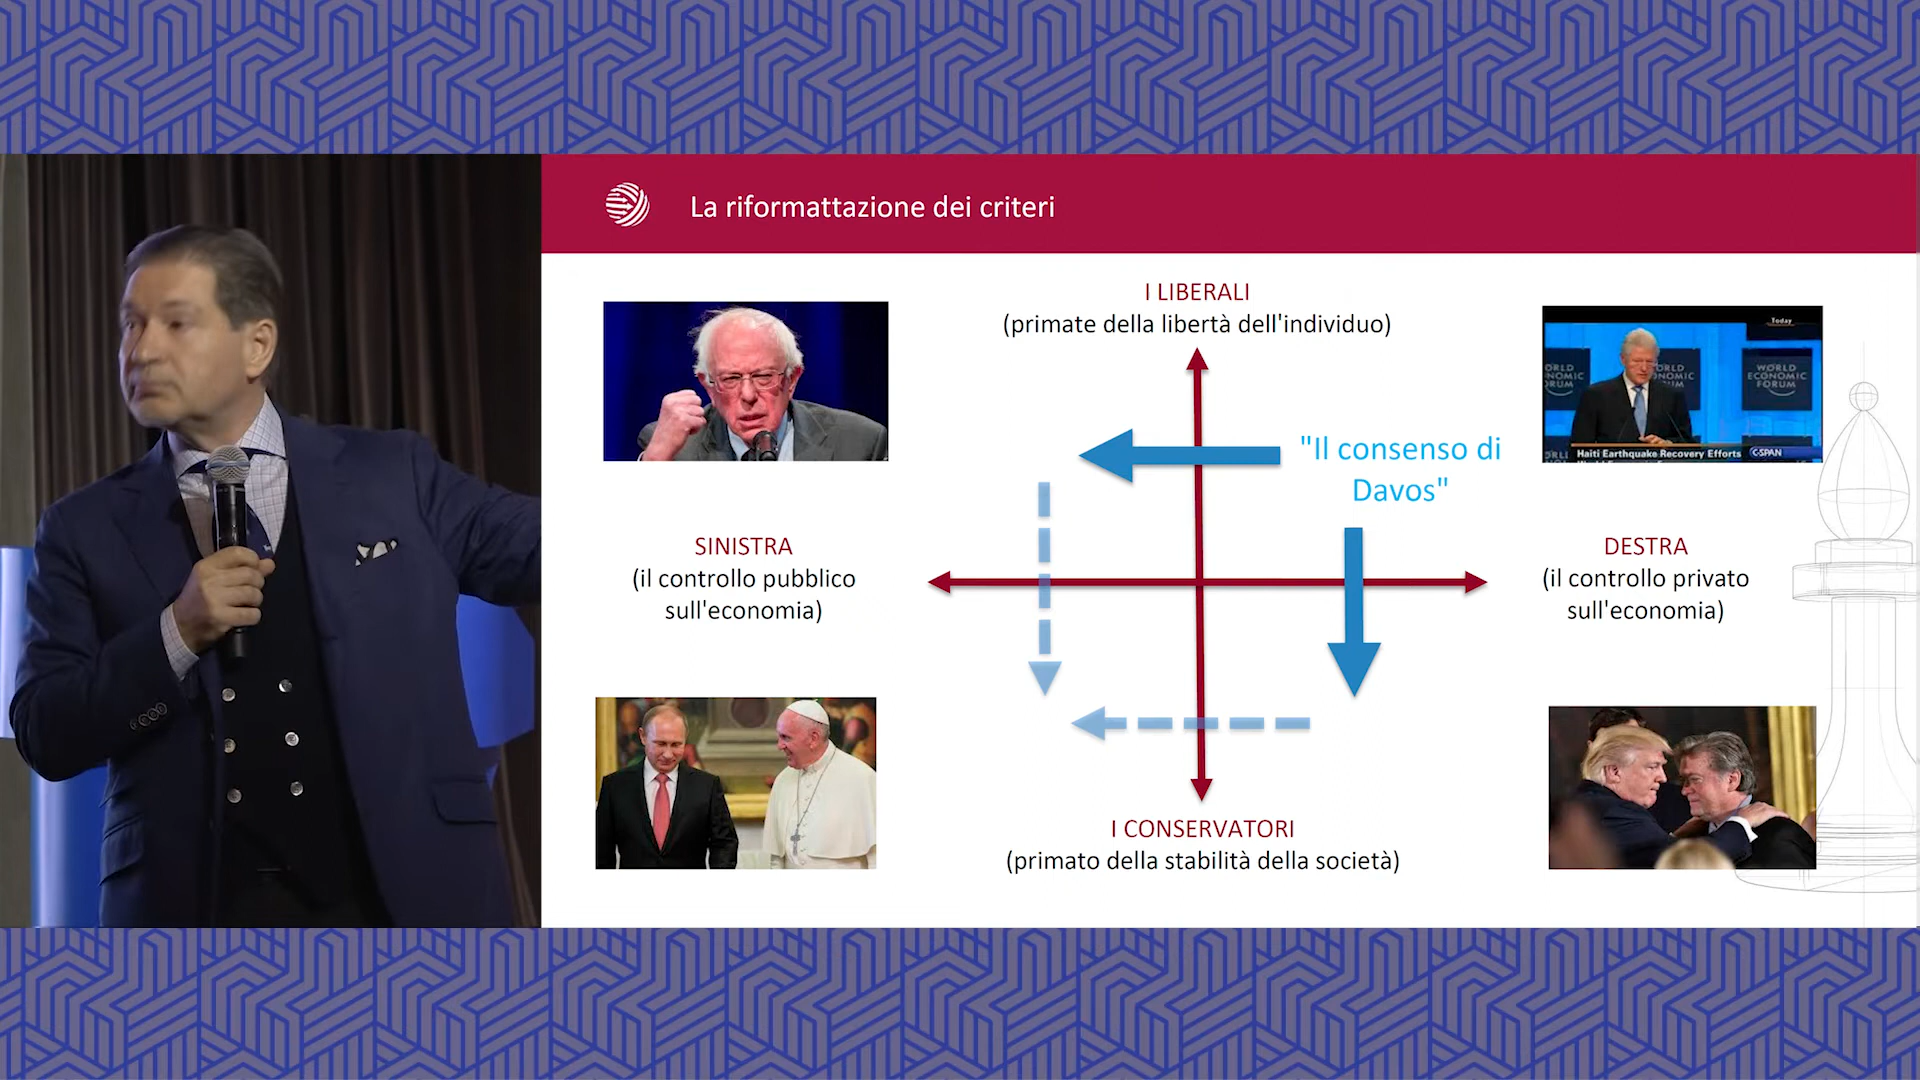 La riformattazione dei criteri
I LIBERALI
(primate della libertà dell'individuo)
Today
WORLD
ECONOMIC
FORUM
Haiti Earthquake Recovery Efforts C-SPAN
"Il consenso di
Davos"
SINISTRA
(il controllo pubblico
sull'economia)
DESTRA
(il controllo privato
sull'economia)
I CONSERVATORI
(primato della stabilità della società)